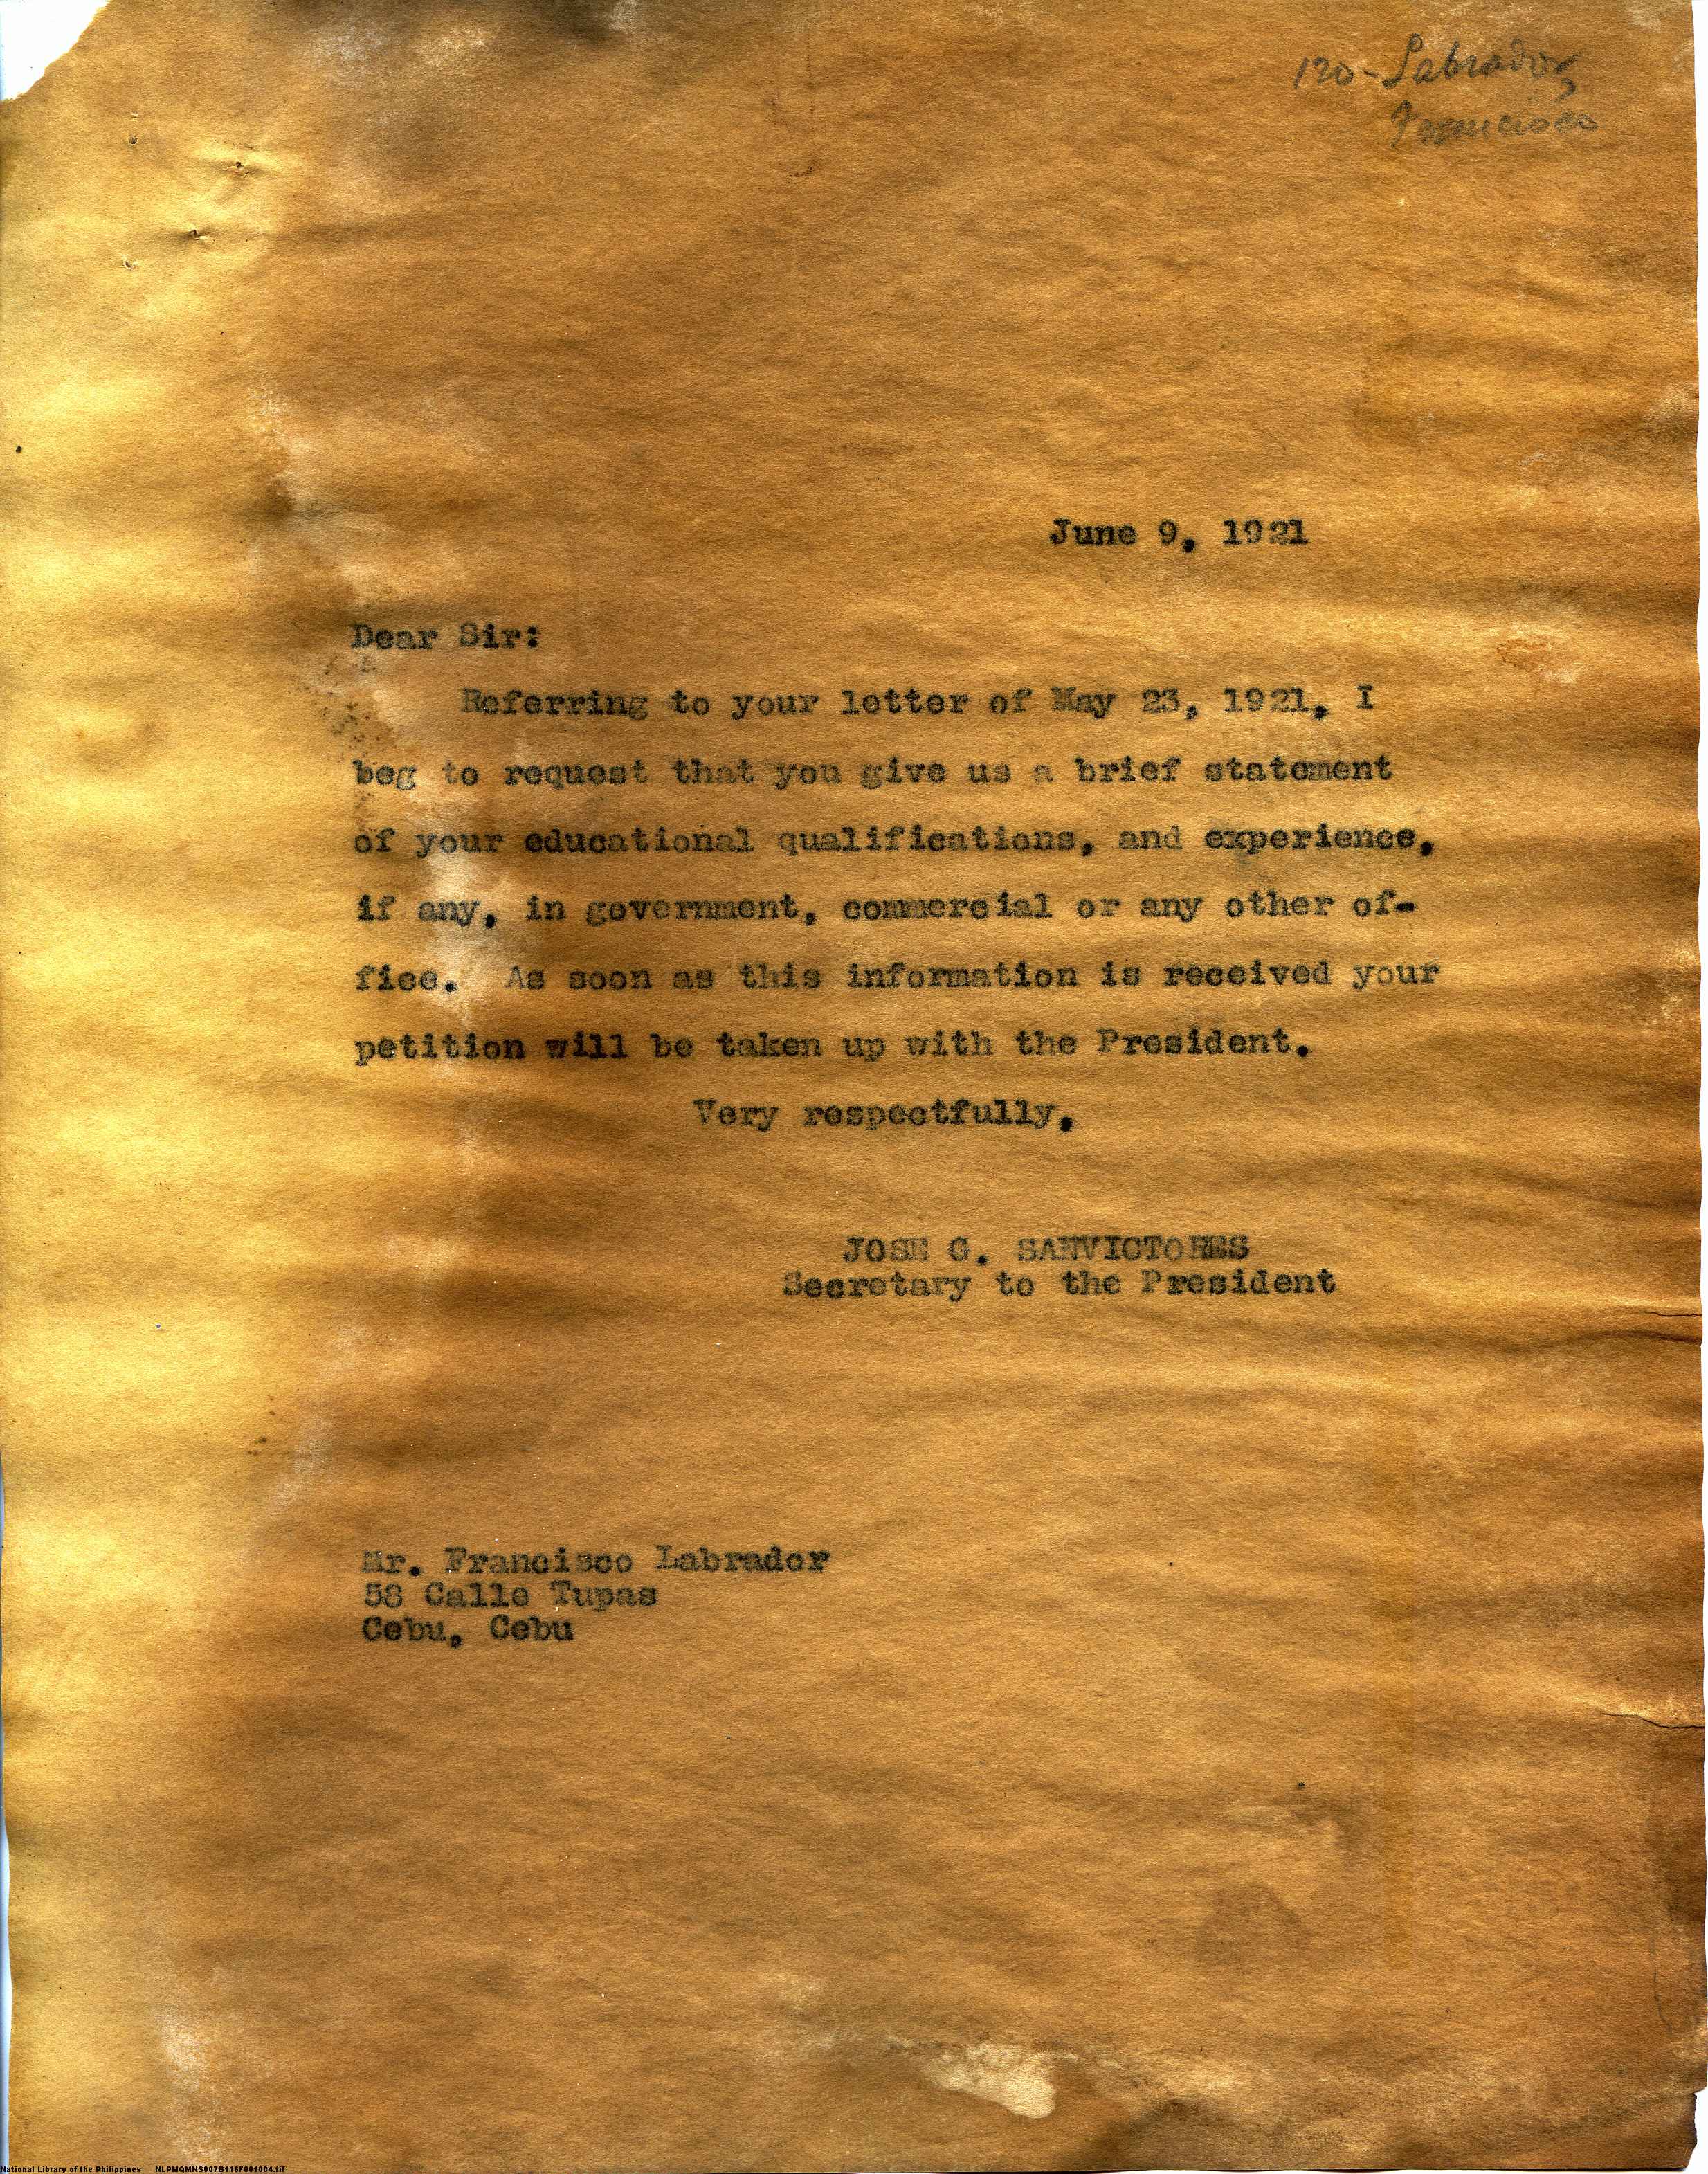 120-Labrador,
Francisco
June 9, 1921
Dear Sir:
Referring to your letter of May 23, 1921, I
beg to request that you give us a brief statement
of your educational qualifications, and experience,
if any, in government, commercial or any other of-
fice. As soon as this information is received your
petition will be taken up with the President.
Very respectfully,
JOSE G. SANVICTORES
Secretary to the President
Mr. Francisco Labrador
58 Calle Tupas
Cebu, Cebu
National Library of the Philippines NLPMQMNS007B116F001004.tif